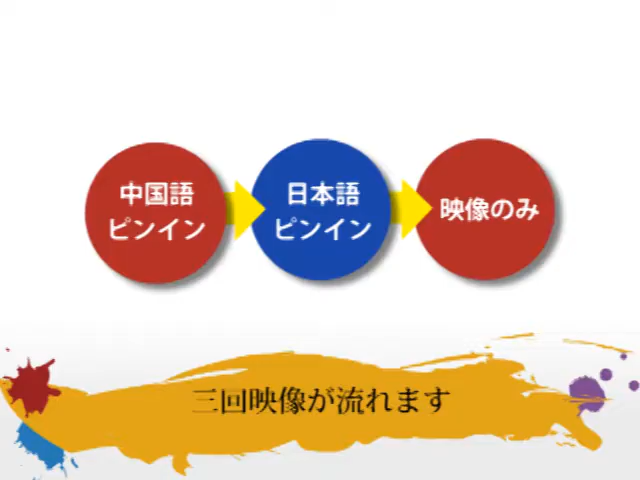 中国語
ピンイン
日本語
ピンイン
映像のみ
三回映像が流れます